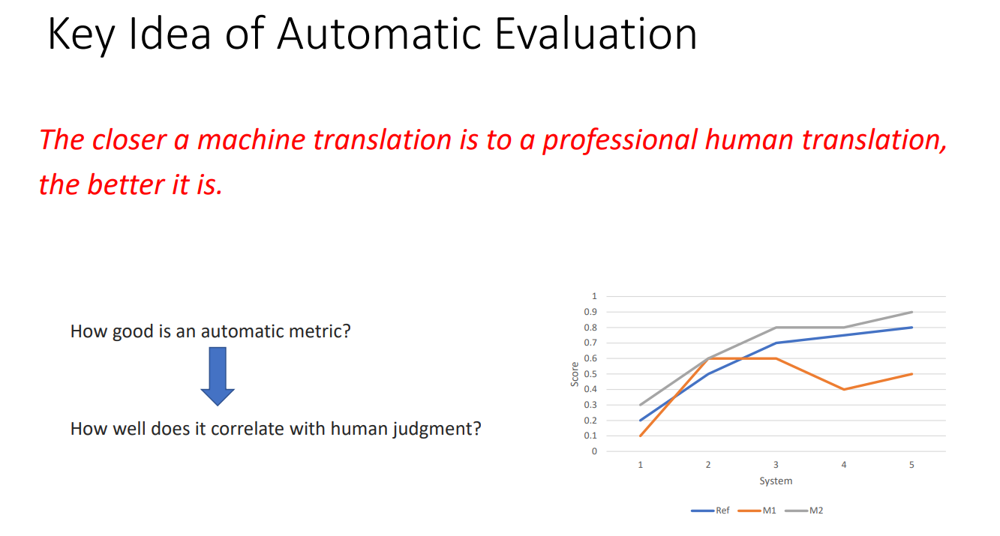 Key Idea of Automatic Evaluation
The closer a machine translation is to a professional human translation,
the better it is.
How good is an automatic metric?
How well does it correlate with human judgment?
1
0.9
0.8
0.7
0.6
0.5
0.4
0.3
0.2
0.1
0
Score
1 2 3 4 5
System
Ref M1 M2